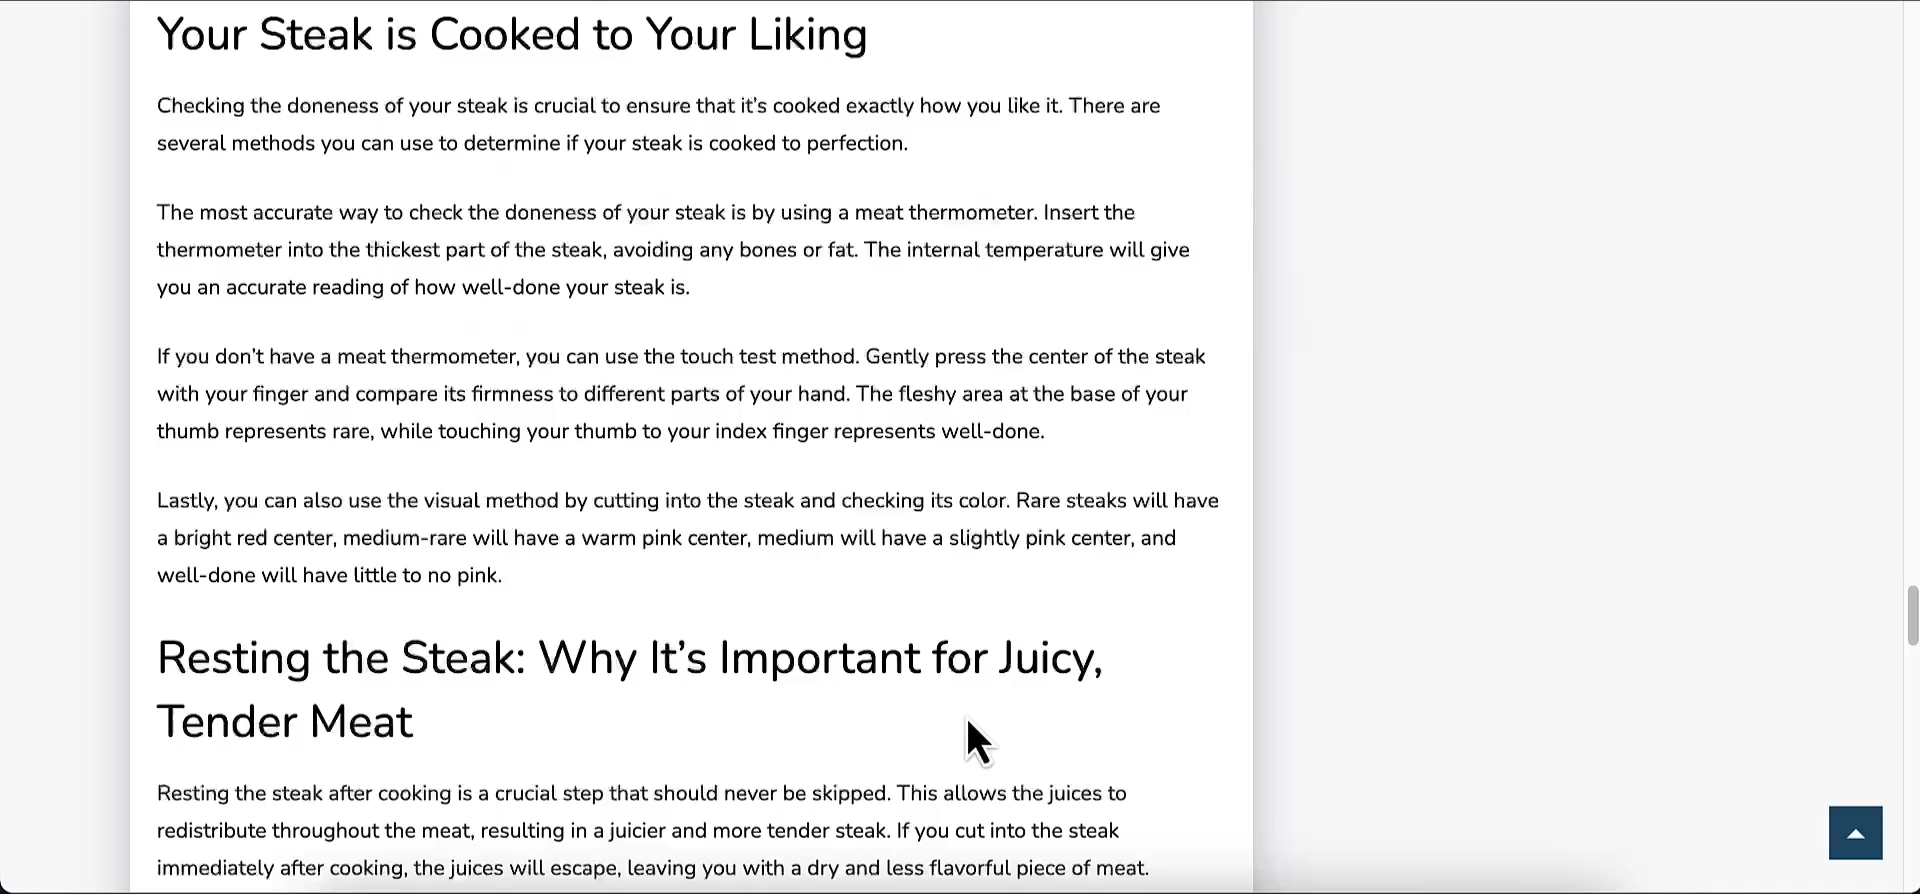 Your Steak is Cooked to Your Liking
Checking the doneness of your steak is crucial to ensure that it’s cooked exactly how you like it. There are
several methods you can use to determine if your steak is cooked to perfection.
The most accurate way to check the doneness of your steak is by using a meat thermometer. Insert the
thermometer into the thickest part of the steak, avoiding any bones or fat. The internal temperature will give
you an accurate reading of how well-done your steak is.
If you don’t have a meat thermometer, you can use the touch test method. Gently press the center of the steak
with your finger and compare its firmness to different parts of your hand. The fleshy area at the base of your
thumb represents rare, while touching your thumb to your index finger represents well-done.
Lastly, you can also use the visual method by cutting into the steak and checking its color. Rare steaks will have
a bright red center, medium-rare will have a warm pink center, medium will have a slightly pink center, and
well-done will have little to no pink.
Resting the Steak: Why It’s Important for Juicy,
Tender Meat
Resting the steak after cooking is a crucial step that should never be skipped. This allows the juices to
redistribute throughout the meat, resulting in a juicier and more tender steak. If you cut into the steak
immediately after cooking, the juices will escape, leaving you with a dry and less flavorful piece of meat.